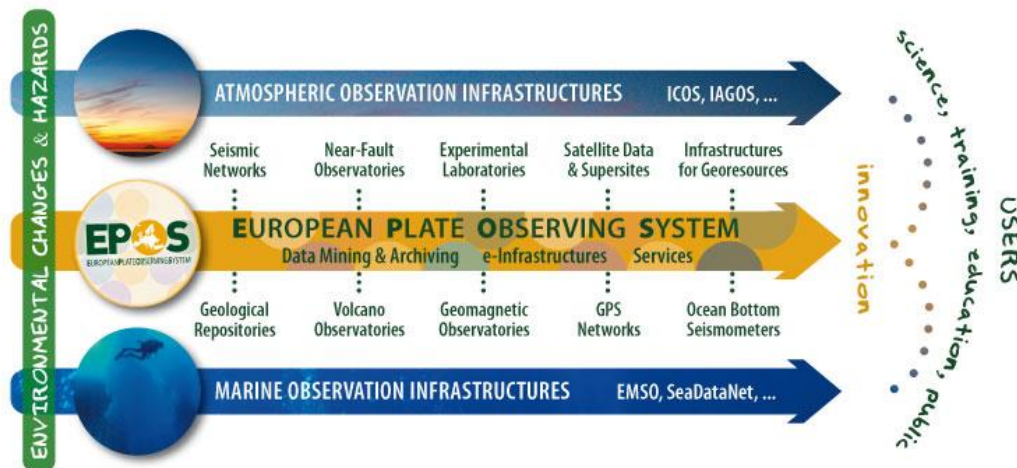 ENVIRONMENTAL CHANGES & HAZARDS
ATMOSPHERIC OBSERVATION INFRASTRUCTURES ICOS, IAGOS, ...
Seismic Networks
Near-Fault Observatories
Experimental Laboratories
Satellite Data & Supersites
Infrastructures for Georesources
EPOS
EUROPEANPLATEOBSERVINGSYSTEM
EUROPEAN PLATE OBSERVING SYSTEM
Data Mining & Archiving e-Infrastructures Services
Geological Repositories
Volcano Observatories
Geomagnetic Observatories
GPS Networks
Ocean Bottom Seismometers
MARINE OBSERVATION INFRASTRUCTURES EMSO, SeaDataNet, ...
innovation
science, training, education, public
USERS